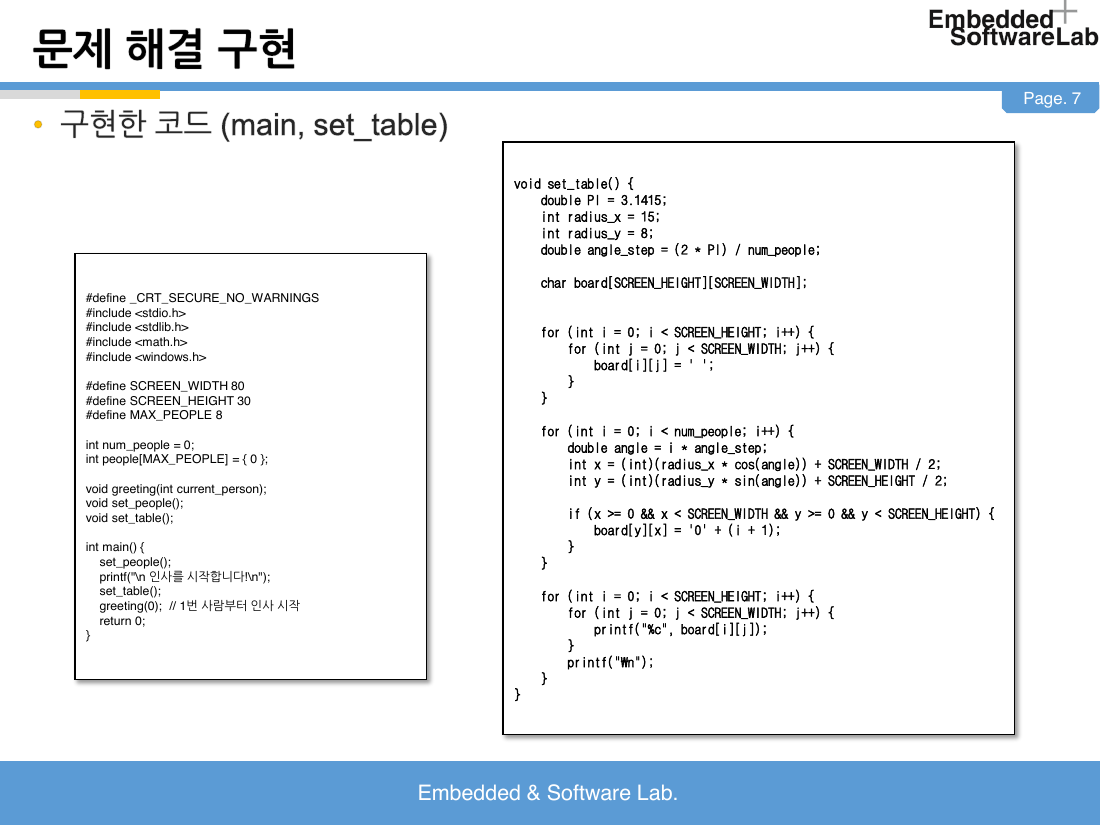 문제 해결 구현
Embedded
SoftwareLab
Page. 7
• 구현한 코드 (main, set_table)
#define _CRT_SECURE_NO_WARNINGS
#include <stdio.h>
#include <stdlib.h>
#include <math.h>
#include <windows.h>
#define SCREEN_WIDTH 80
#define SCREEN_HEIGHT 30
#define MAX_PEOPLE 8
int num_people = 0;
int people[MAX_PEOPLE] = { 0 };
void greeting(int current_person);
void set_people();
void set_table();
int main() {
    set_people();
    printf("\n 인사를 시작합니다!\n");
    set_table();
    greeting(0);  // 1번 사람부터 인사 시작
    return 0;
}
void set_table() {
    double PI = 3.1415;
    int radius_x = 15;
    int radius_y = 8;
    double angle_step = (2 * PI) / num_people;
    char board[SCREEN_HEIGHT][SCREEN_WIDTH];
    for (int i = 0; i < SCREEN_HEIGHT; i++) {
        for (int j = 0; j < SCREEN_WIDTH; j++) {
            board[i][j] = ' ';
        }
    }
    for (int i = 0; i < num_people; i++) {
        double angle = i * angle_step;
        int x = (int)(radius_x * cos(angle)) + SCREEN_WIDTH / 2;
        int y = (int)(radius_y * sin(angle)) + SCREEN_HEIGHT / 2;
        if (x >= 0 && x < SCREEN_WIDTH && y >= 0 && y < SCREEN_HEIGHT) {
            board[y][x] = '0' + (i + 1);
        }
    }
    for (int i = 0; i < SCREEN_HEIGHT; i++) {
        for (int j = 0; j < SCREEN_WIDTH; j++) {
            printf("%c", board[i][j]);
        }
        printf("₩n");
    }
}
Embedded & Software Lab.